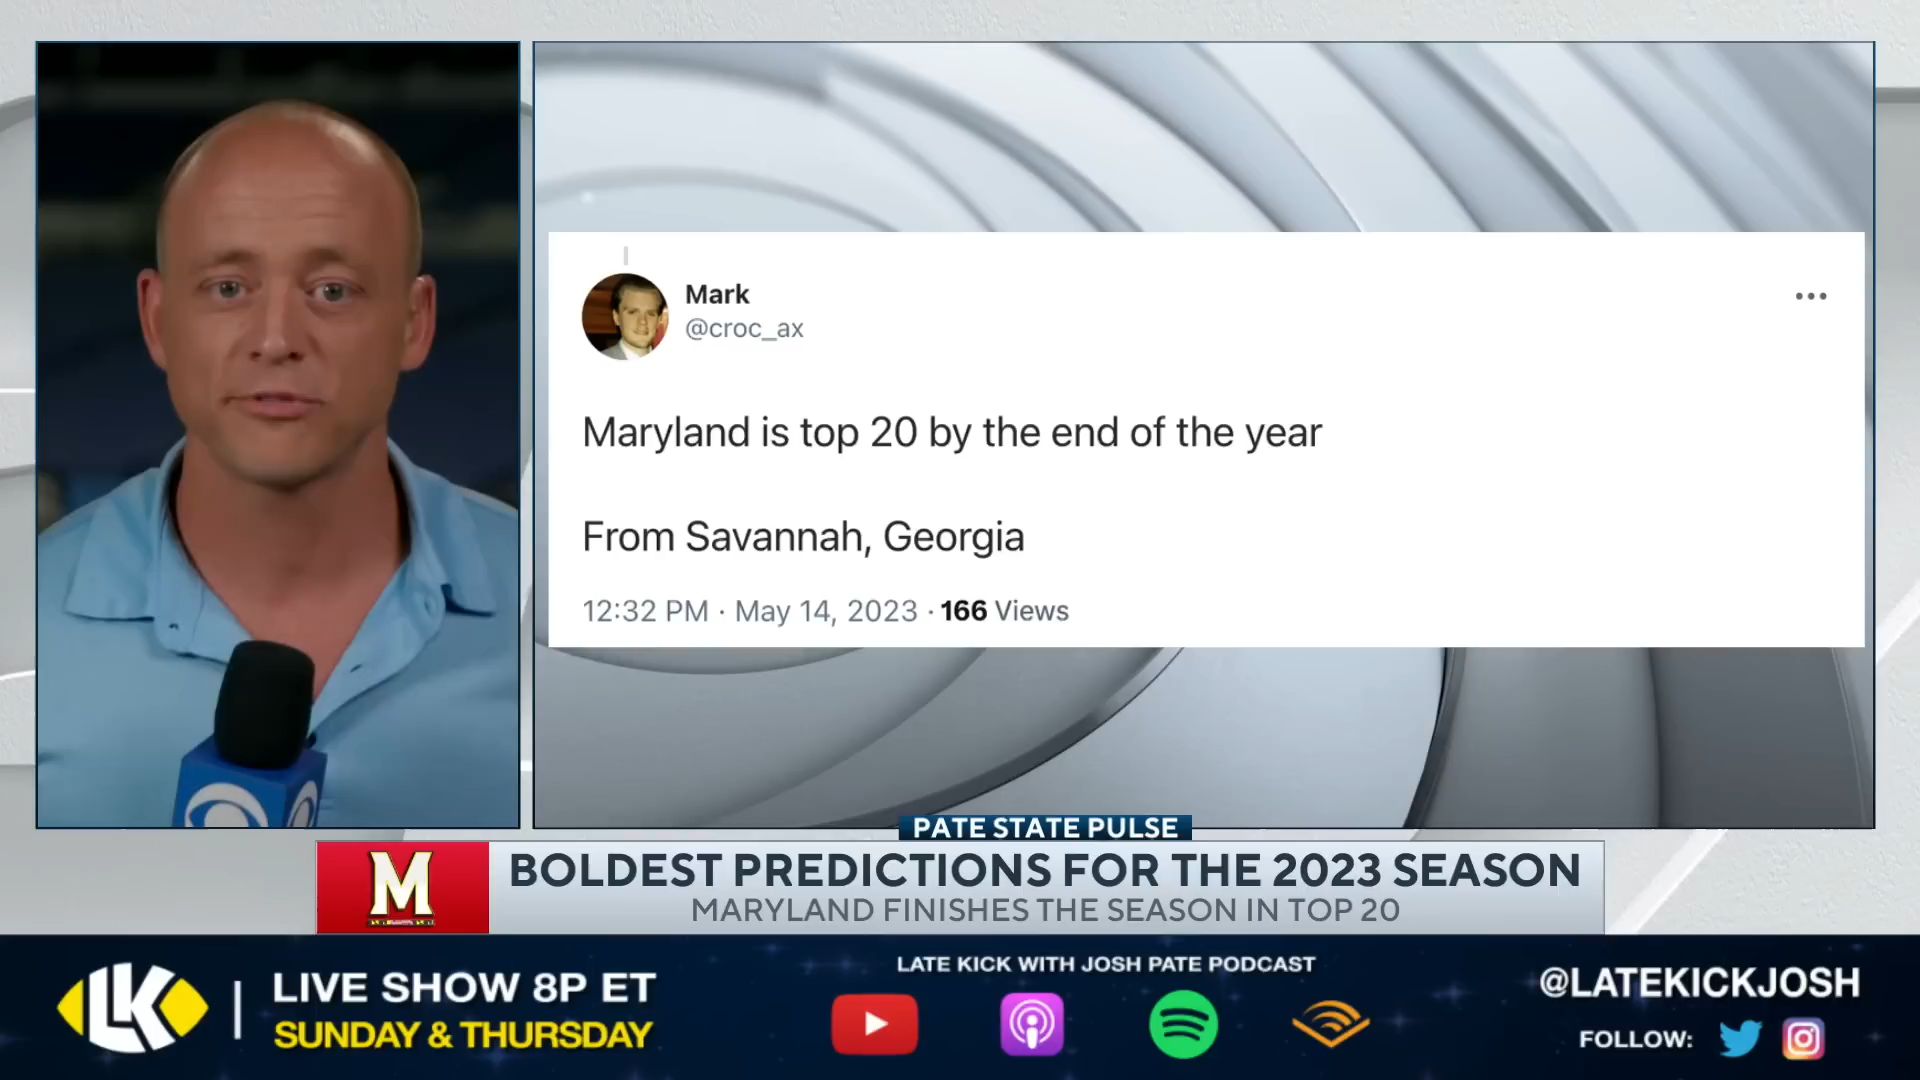 Mark
@croc_ax
Maryland is top 20 by the end of the year
From Savannah, Georgia
12:32 PM · May 14, 2023 · 166 Views
PATE STATE PULSE
M
BOLDEST PREDICTIONS FOR THE 2023 SEASON
MARYLAND FINISHES THE SEASON IN TOP 20
LK
LIVE SHOW 8P ET
SUNDAY & THURSDAY
LATE KICK WITH JOSH PATE PODCAST
@LATEKICKJOSH
FOLLOW: